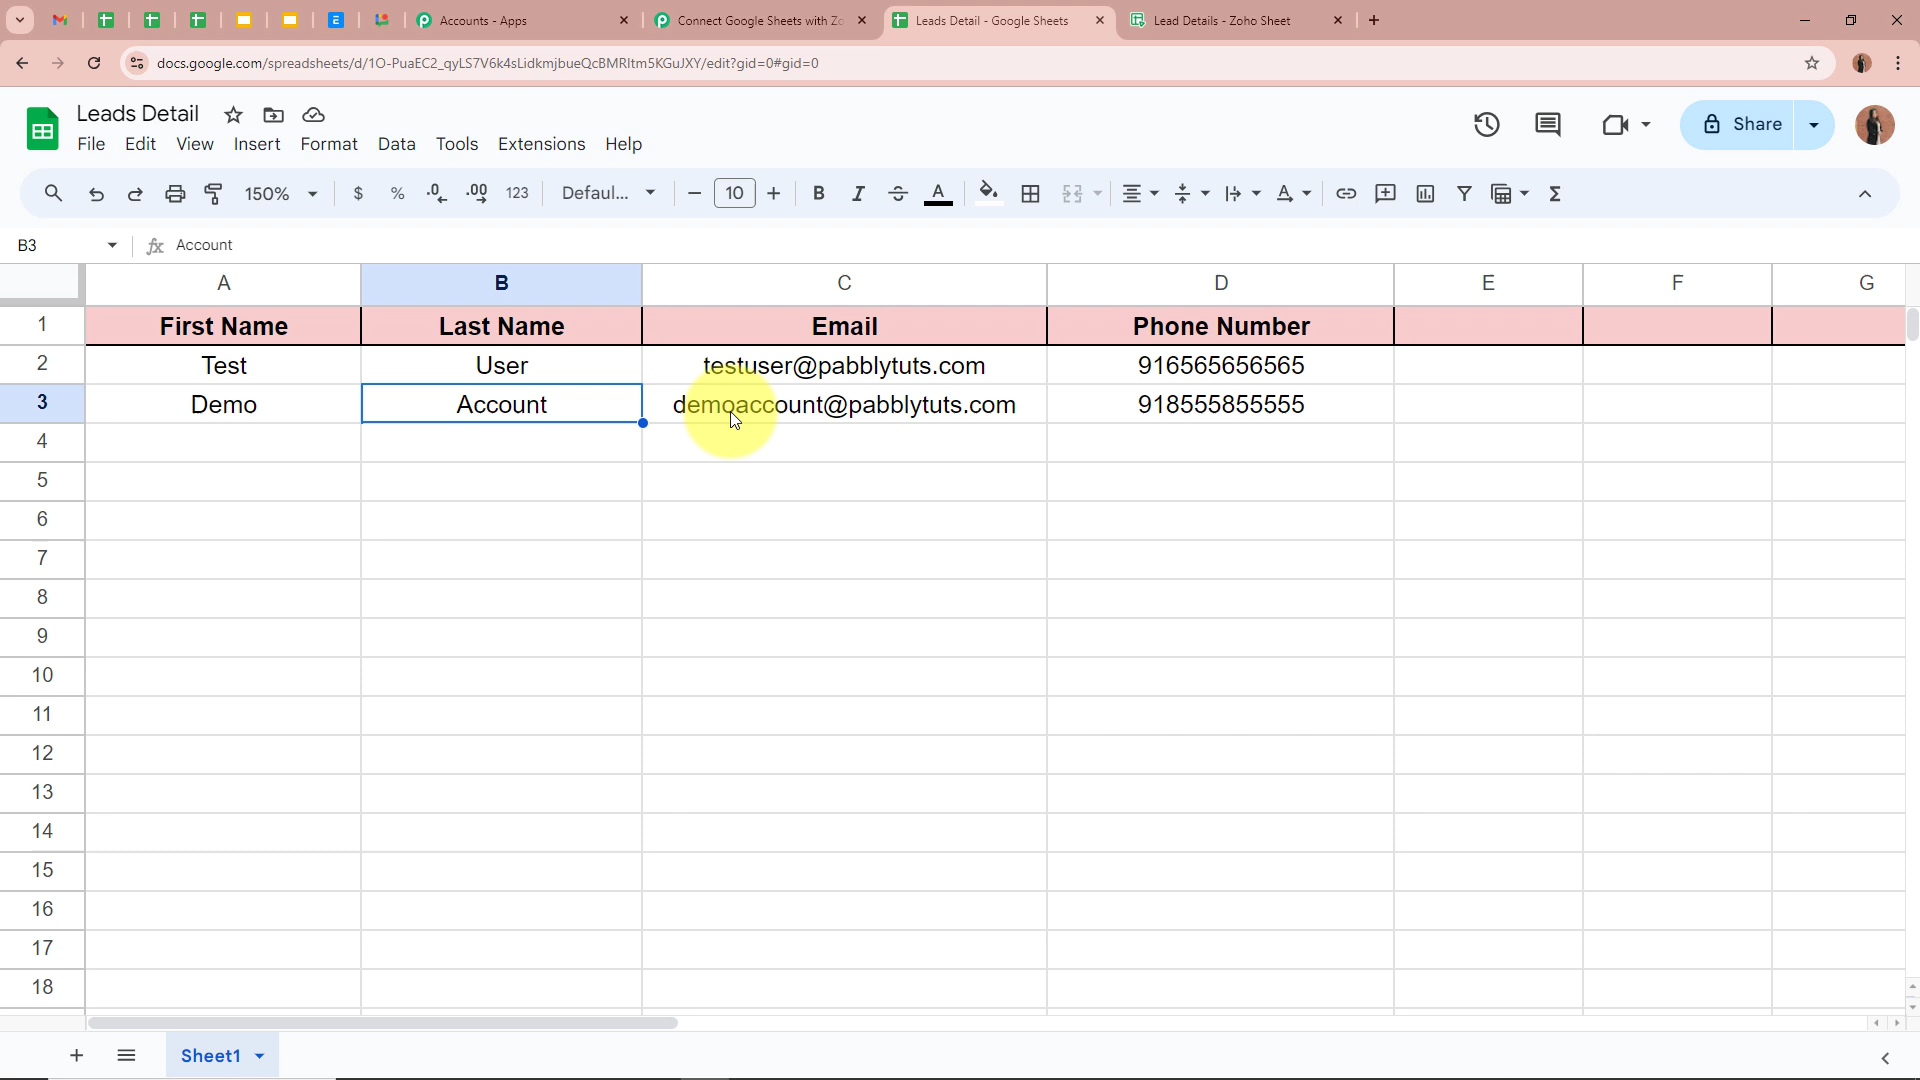 Accounts - Apps
Connect Google Sheets with Zo
Leads Detail - Google Sheets
Lead Details - Zoho Sheet
docs.google.com/spreadsheets/d/1O-PuaEC2_qyLS7V6k4sLidkmjbueQcBMRItm5KGuJXY/edit?gid=0#gid=0
Leads Detail
File Edit View Insert Format Data Tools Extensions Help
Share
150% $ % .0 .00 123 Defaul... 10 B I S A Σ
B3 fx Account
A B C D E F G
1 First Name Last Name Email Phone Number
2 Test User testuser@pabblytuts.com 916565656565
3 Demo Account demoaccount@pabblytuts.com 918555855555
4
5
6
7
8
9
10
11
12
13
14
15
16
17
18
Sheet1